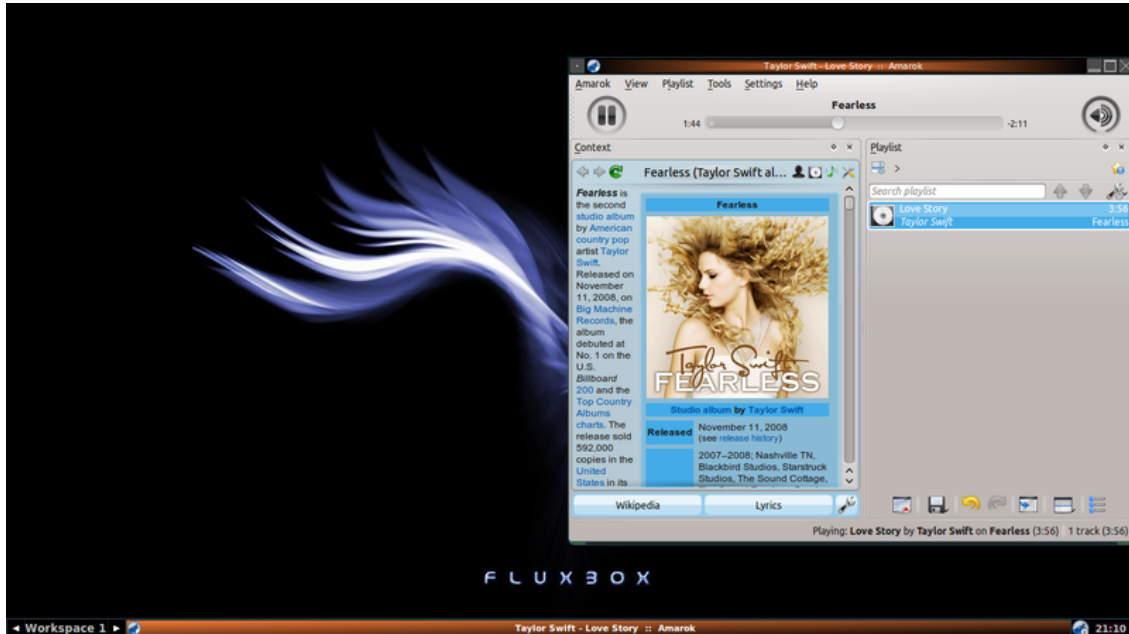 Taylor Swift - Love Story :: Amarok
Amarok View Playlist Tools Settings Help
Fearless
1:44
-2:11
Context
Fearless (Taylor Swift al...
Fearless is
the second
studio album
by American
country pop
artist Taylor
Swift.
Released on
November
11, 2008, on
Big Machine
Records, the
album
debuted at
No. 1 on the
U.S.
Billboard
200 and the
Top Country
Albums
charts. The
release sold
592,000
copies in the
United
States in its
Fearless
Taylor Swift
FEARLESS
Studio album by Taylor Swift
Released
November 11, 2008
(see release history)
2007–2008; Nashville TN,
Blackbird Studios, Starstruck
Studios, The Sound Cottage,
Wikipedia
Lyrics
Playlist
Search playlist
Love Story 3:56
Taylor Swift Fearless
Playing: Love Story by Taylor Swift on Fearless (3:56) 1 track (3:56)
FLUXBOX
Workspace 1
Taylor Swift - Love Story :: Amarok
21:10